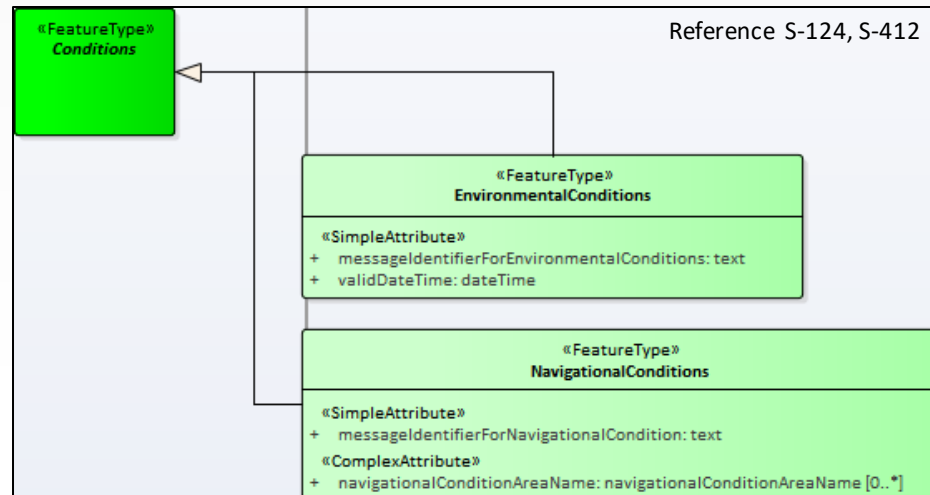 «FeatureType»
Conditions
Reference S-124, S-412
«FeatureType»
EnvironmentalConditions
«SimpleAttribute»
+ messageIdentifierForEnvironmentalConditions: text
+ validDateTime: dateTime
«FeatureType»
NavigationalConditions
«SimpleAttribute»
+ messageIdentifierForNavigationalCondition: text
«ComplexAttribute»
+ navigationalConditionAreaName: navigationalConditionAreaName [0..*]